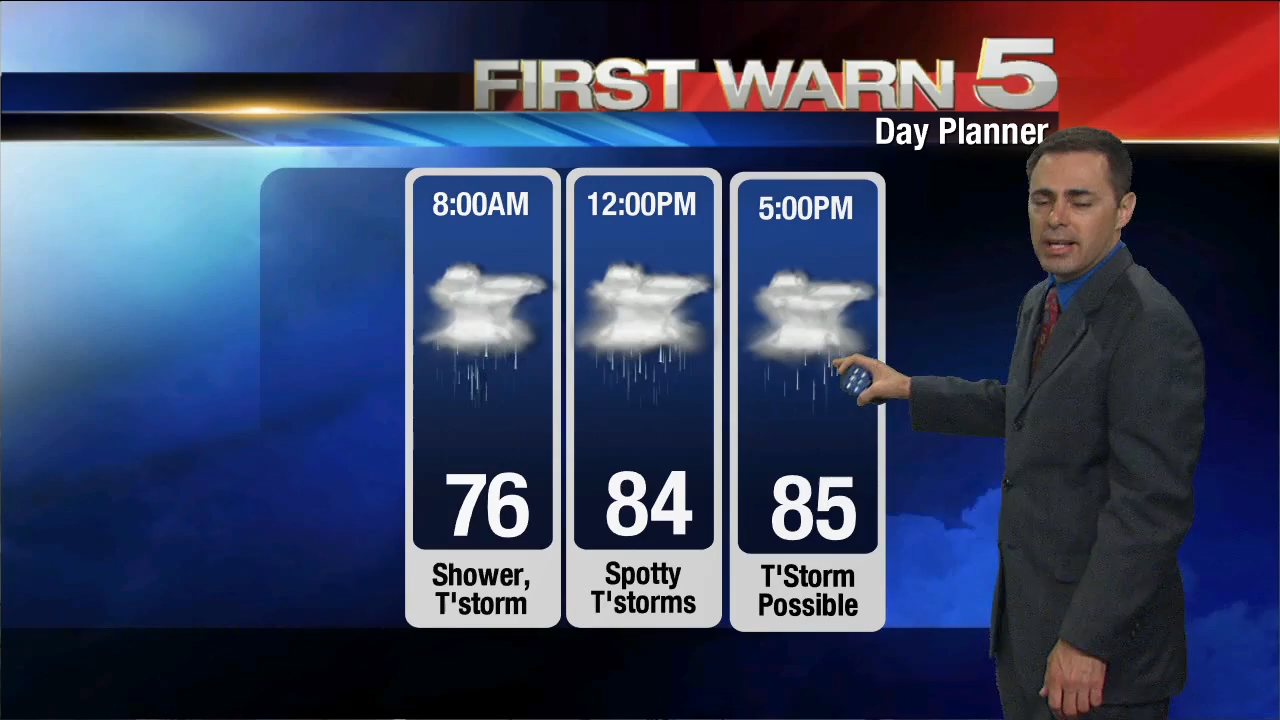 FIRST WARN 5
Day Planner
8:00AM
76
Shower,
T'storm
12:00PM
84
Spotty
T'storms
5:00PM
85
T'Storm
Possible